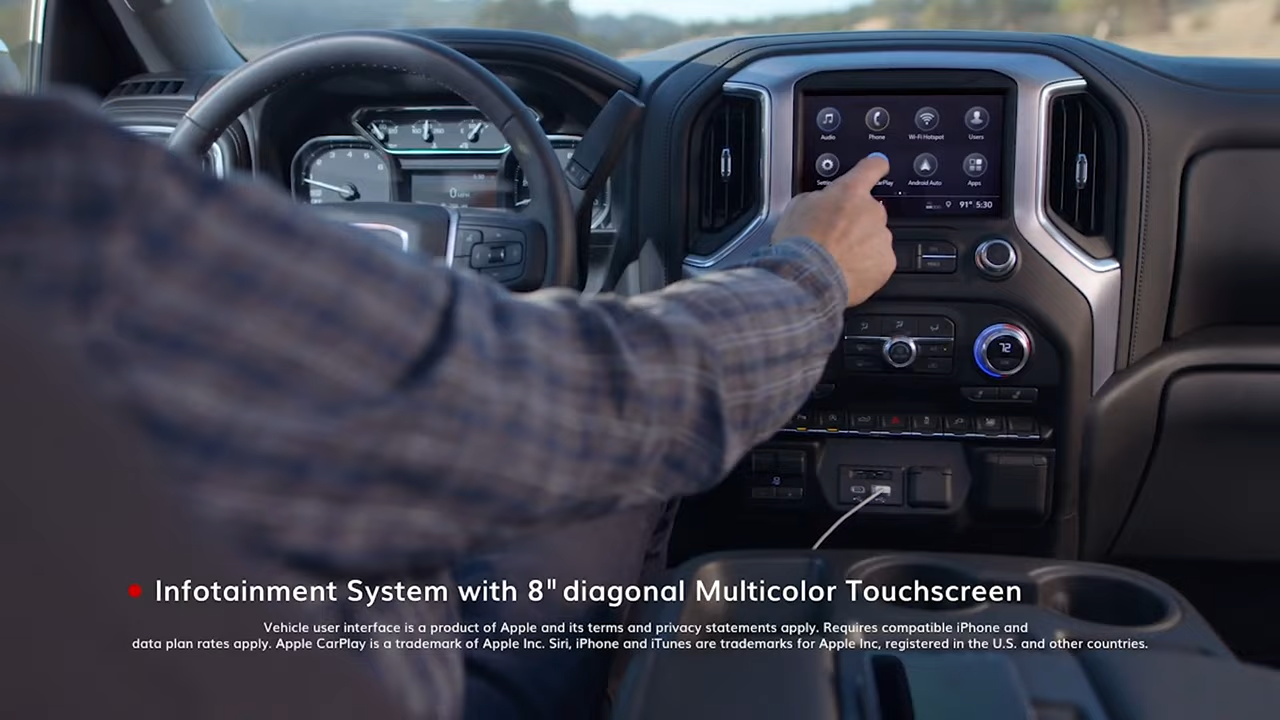 Audio Phone Wi-Fi Hotspot Users
Android Auto Apps
91° 5:30
72
Infotainment System with 8" diagonal Multicolor Touchscreen
Vehicle user interface is a product of Apple and its terms and privacy statements apply. Requires compatible iPhone and
data plan rates apply. Apple CarPlay is a trademark of Apple Inc. Siri, iPhone and iTunes are trademarks for Apple Inc, registered in the U.S. and other countries.